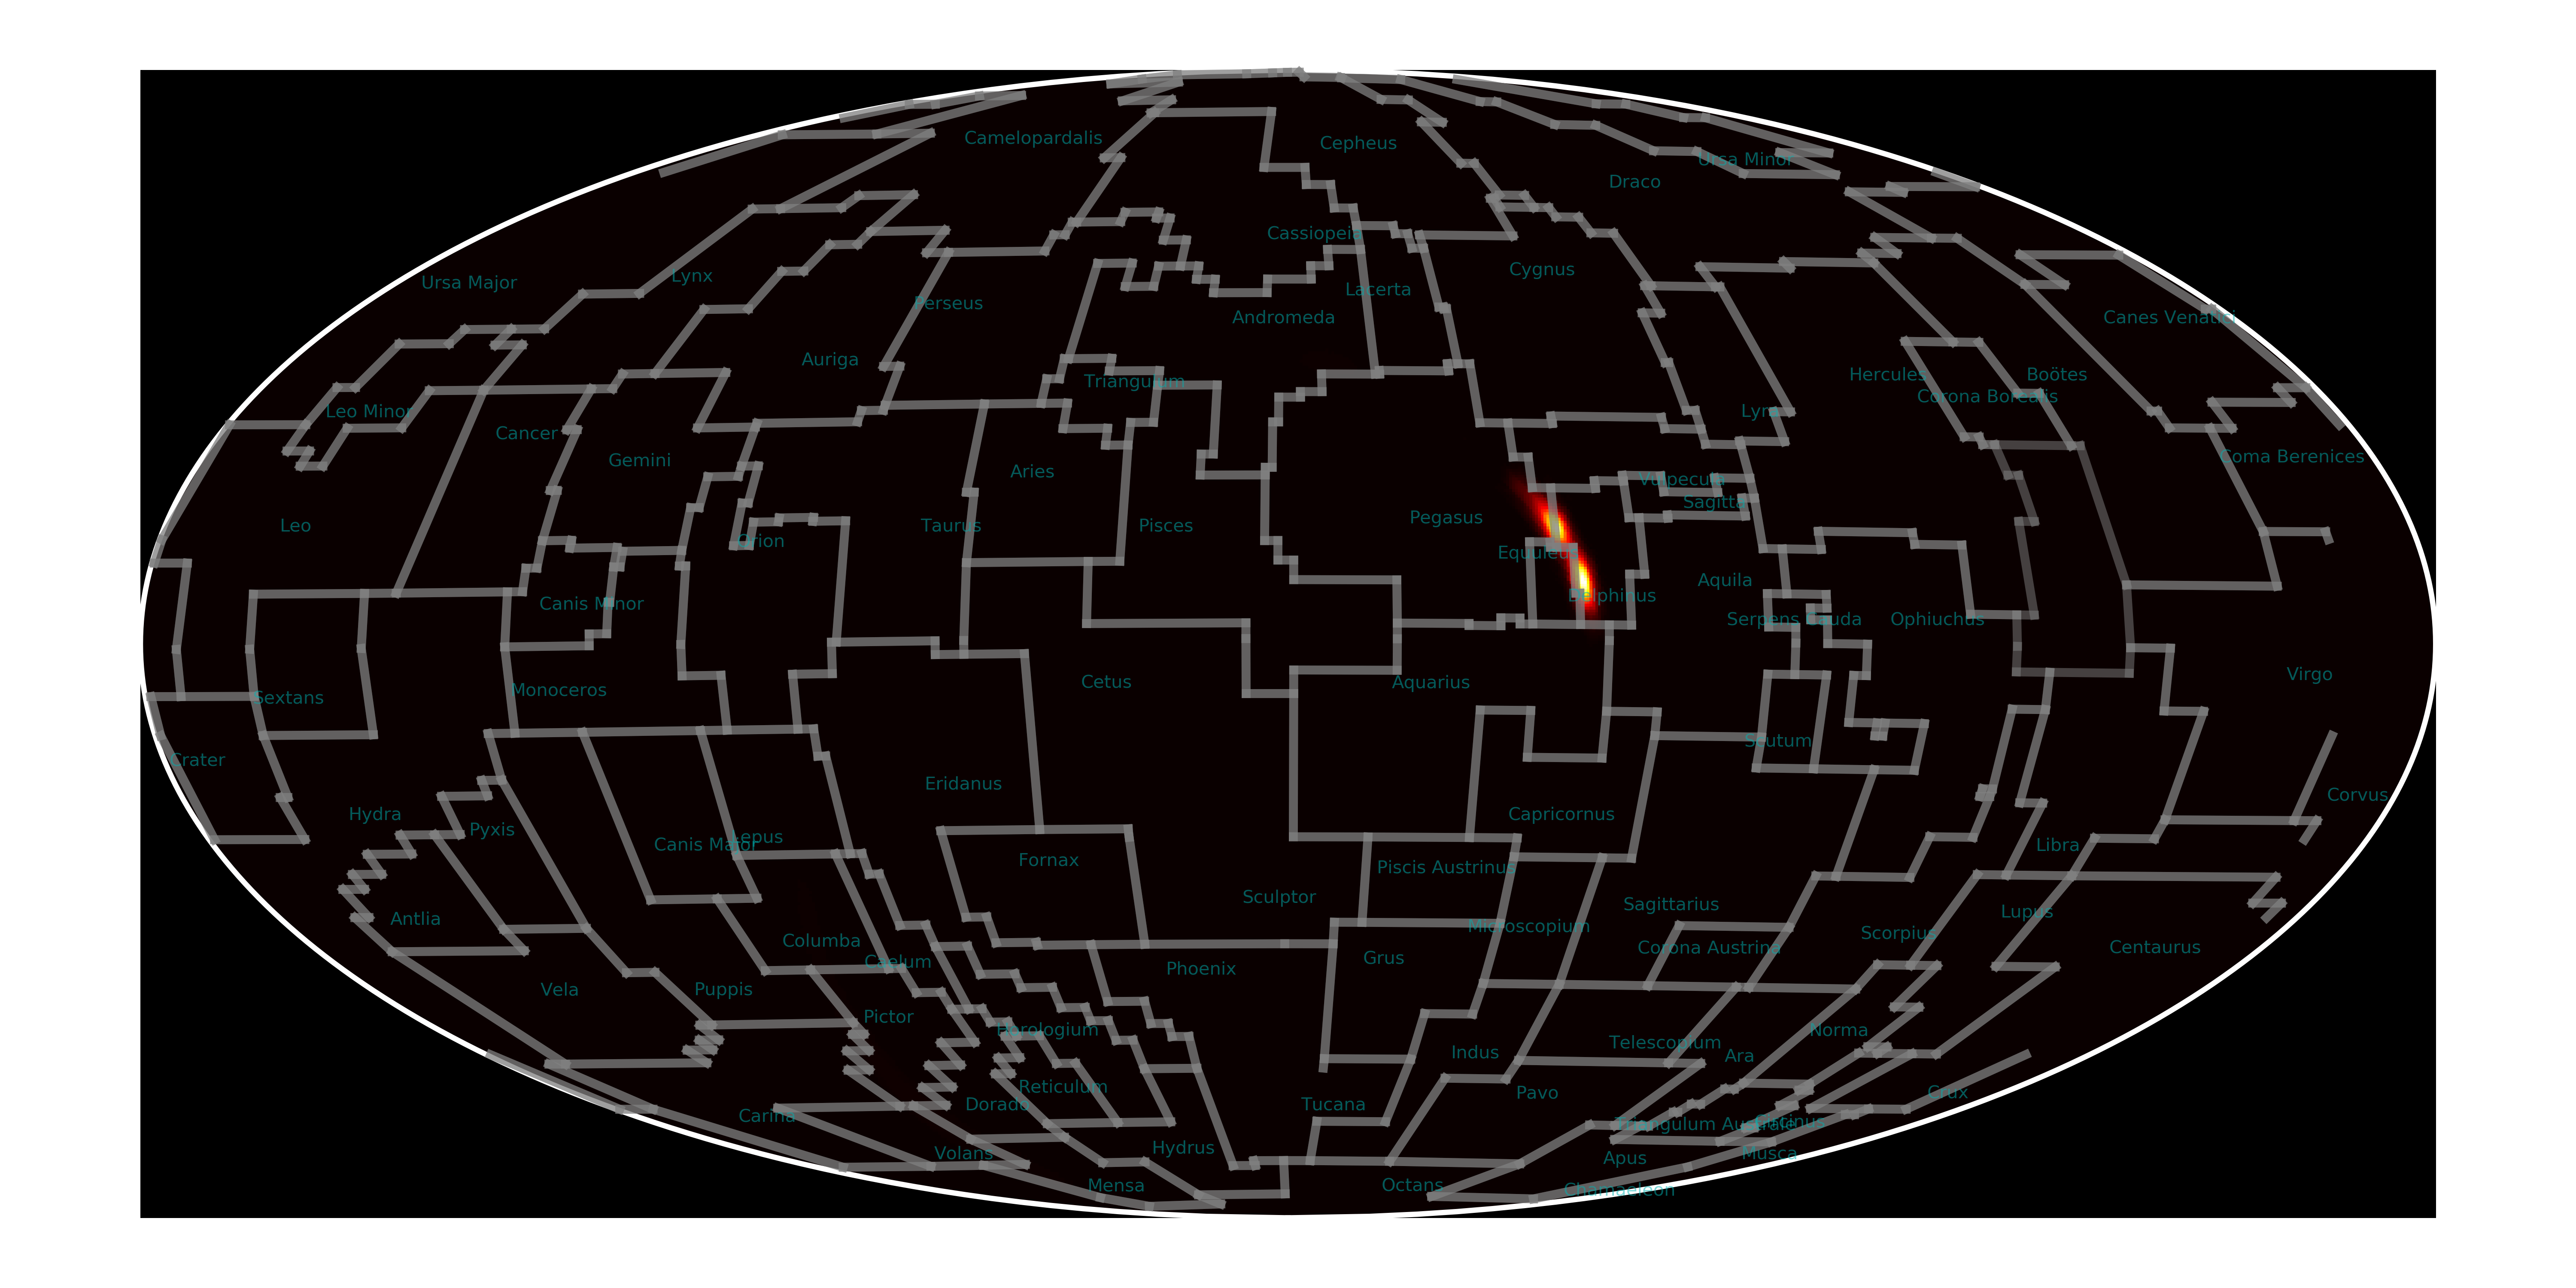 Camelopardalis
Cepheus
Ursa Minor
Draco
Cassiopeia
Cygnus
Ursa Major
Lynx
Lacerta
Perseus
Andromeda
Canes Venatici
Auriga
Triangulum
Hercules
Boötes
Corona Borealis
Leo Minor
Lyra
Cancer
Gemini
Coma Berenices
Aries
Vulpecula
Sagitta
Leo
Taurus
Pisces
Pegasus
Orion
Equuleus
Aquila
Canis Minor
Delphinus
Serpens Cauda
Ophiuchus
Virgo
Cetus
Aquarius
Monoceros
Sextans
Scutum
Crater
Eridanus
Corvus
Hydra
Capricornus
Pyxis
Lepus
Canis Major
Libra
Fornax
Piscis Austrinus
Sculptor
Sagittarius
Lupus
Antlia
Microscopium
Scorpius
Columba
Corona Austrina
Centaurus
Grus
Caelum
Phoenix
Vela
Puppis
Pictor
Horologium
Norma
Telescopium
Indus
Ara
Reticulum
Pavo
Crux
Dorado
Tucana
Carina
Triangulum Australe
Circinus
Hydrus
Volans
Musca
Apus
Mensa
Octans
Chamaeleon